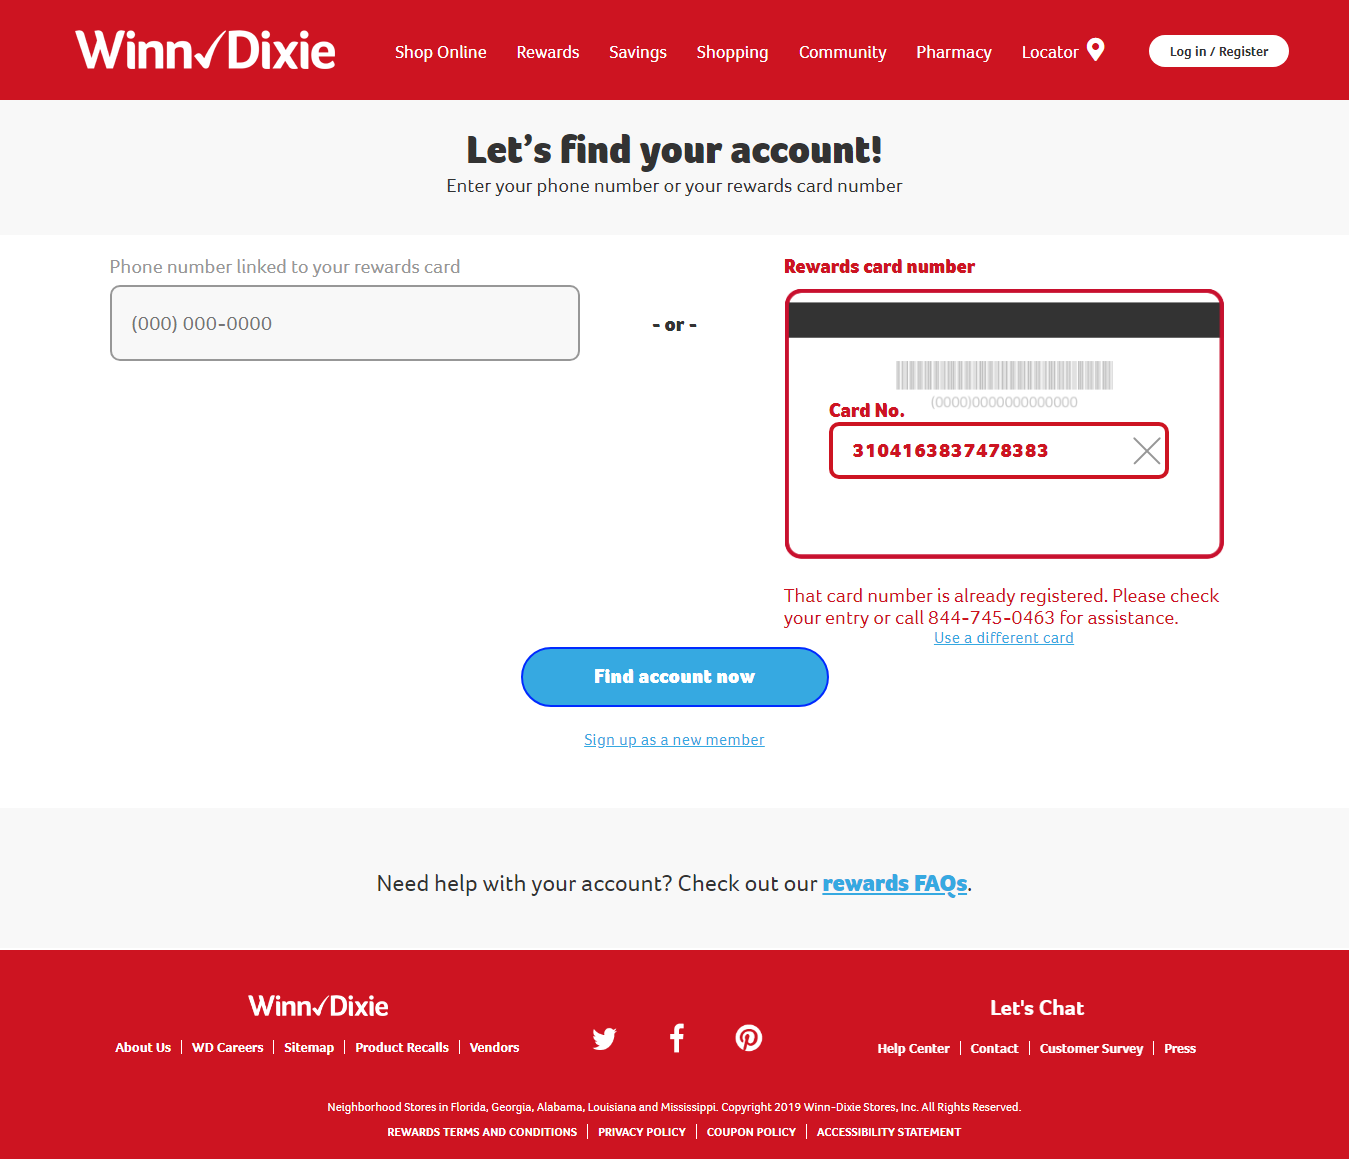 Winn Dixie
Shop Online
Rewards
Savings
Shopping
Community
Pharmacy
Locator
Log in / Register
Let's find your account!
Enter your phone number or your rewards card number
Phone number linked to your rewards card
(000) 000-0000
- or -
Rewards card number
(0000)0000000000000
Card No.
3104163837478383
That card number is already registered. Please check
your entry or call 844-745-0463 for assistance.
Use a different card
Find account now
Sign up as a new member
Need help with your account? Check out our rewards FAQs.
Winn Dixie
About Us | WD Careers | Sitemap | Product Recalls | Vendors
Let's Chat
Help Center | Contact | Customer Survey | Press
Neighborhood Stores in Florida, Georgia, Alabama, Louisiana and Mississippi. Copyright 2019 Winn-Dixie Stores, Inc. All Rights Reserved.
REWARDS TERMS AND CONDITIONS | PRIVACY POLICY | COUPON POLICY | ACCESSIBILITY STATEMENT